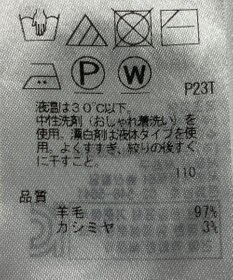 P W
P23T
液温は30℃以下。
中性洗剤(おしゃれ着洗い)を
使用、漂白剤は液体タイプを使
用。よくすすぎ、絞りの後すぐ
に干すこと。
110
品質
羊毛 97%
カシミヤ 3%